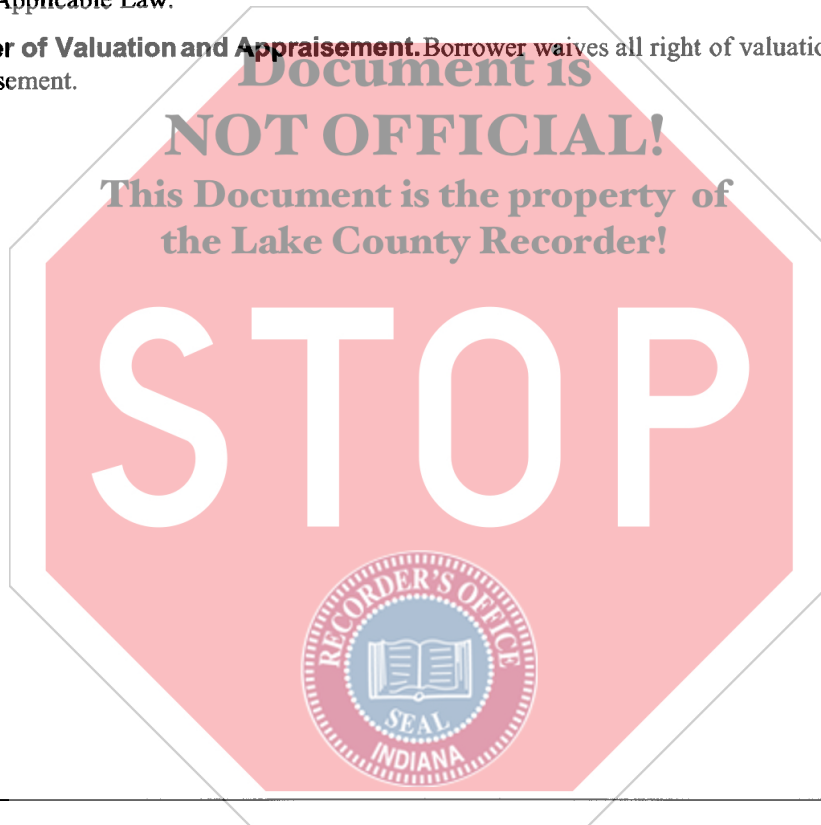 Applicable Law.
er of Valuation and Appraisement. Borrower waives all right of valuatio
sement.
Document is
NOT OFFICIAL!
This Document is the property of
the Lake County Recorder!
STOP
RECORDER'S OFFICE
SEAL
INDIANA